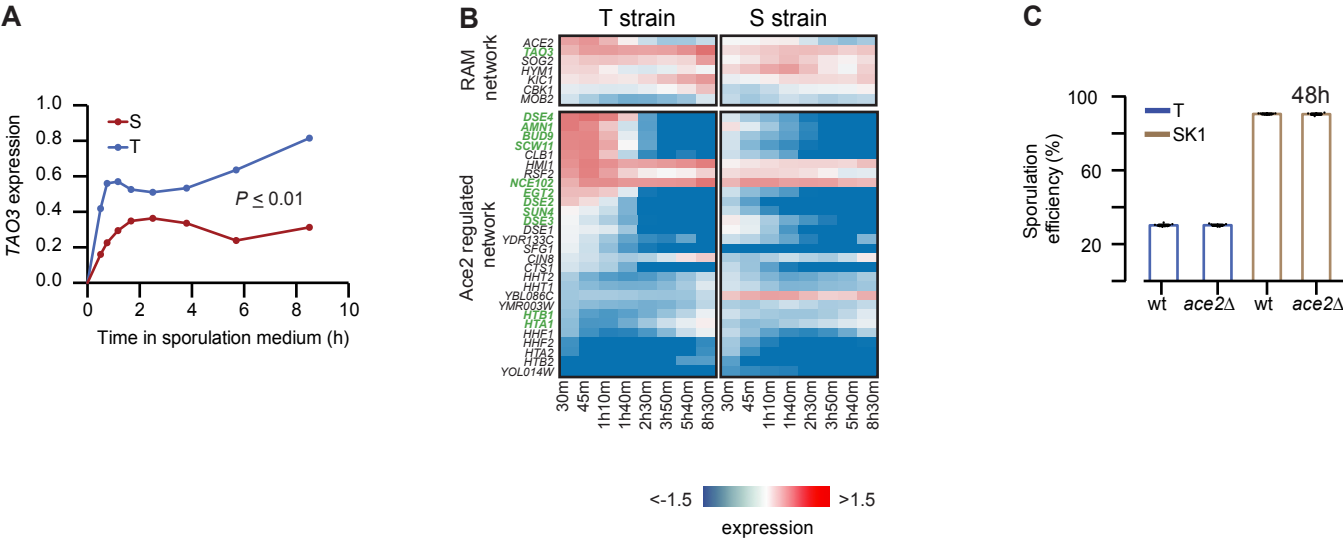 A
1.0
0.8
0.6
0.4
0.2
0.0
TAO3 expression
S
T
P ≤ 0.01
0
2
4
6
8
10
Time in sporulation medium (h)
B
T strain
S strain
RAM
network
ACE2
TAO3
SOG2
HYM1
KIC1
CBK1
MOB2
Ace2 regulated
network
DSE4
AMN1
BUD9
SCW11
CLB1
HMI1
RSF2
NCE102
EGT2
DSE2
SUN4
DSE3
DSE1
YDR133C
SFG1
CIN8
CTS1
HHT2
HHT1
YBL086C
YMR003W
HTB1
HTA1
HHF1
HHF2
HTA2
HTB2
YOL014W
30m
45m
1h10m
1h40m
2h30m
3h50m
5h40m
8h30m
30m
45m
1h10m
1h40m
2h30m
3h50m
5h40m
8h30m
<-1.5
>1.5
expression
C
100
60
20
Sporulation
efficiency (%)
T
SK1
48h
wt
ace2Δ
wt
ace2Δ